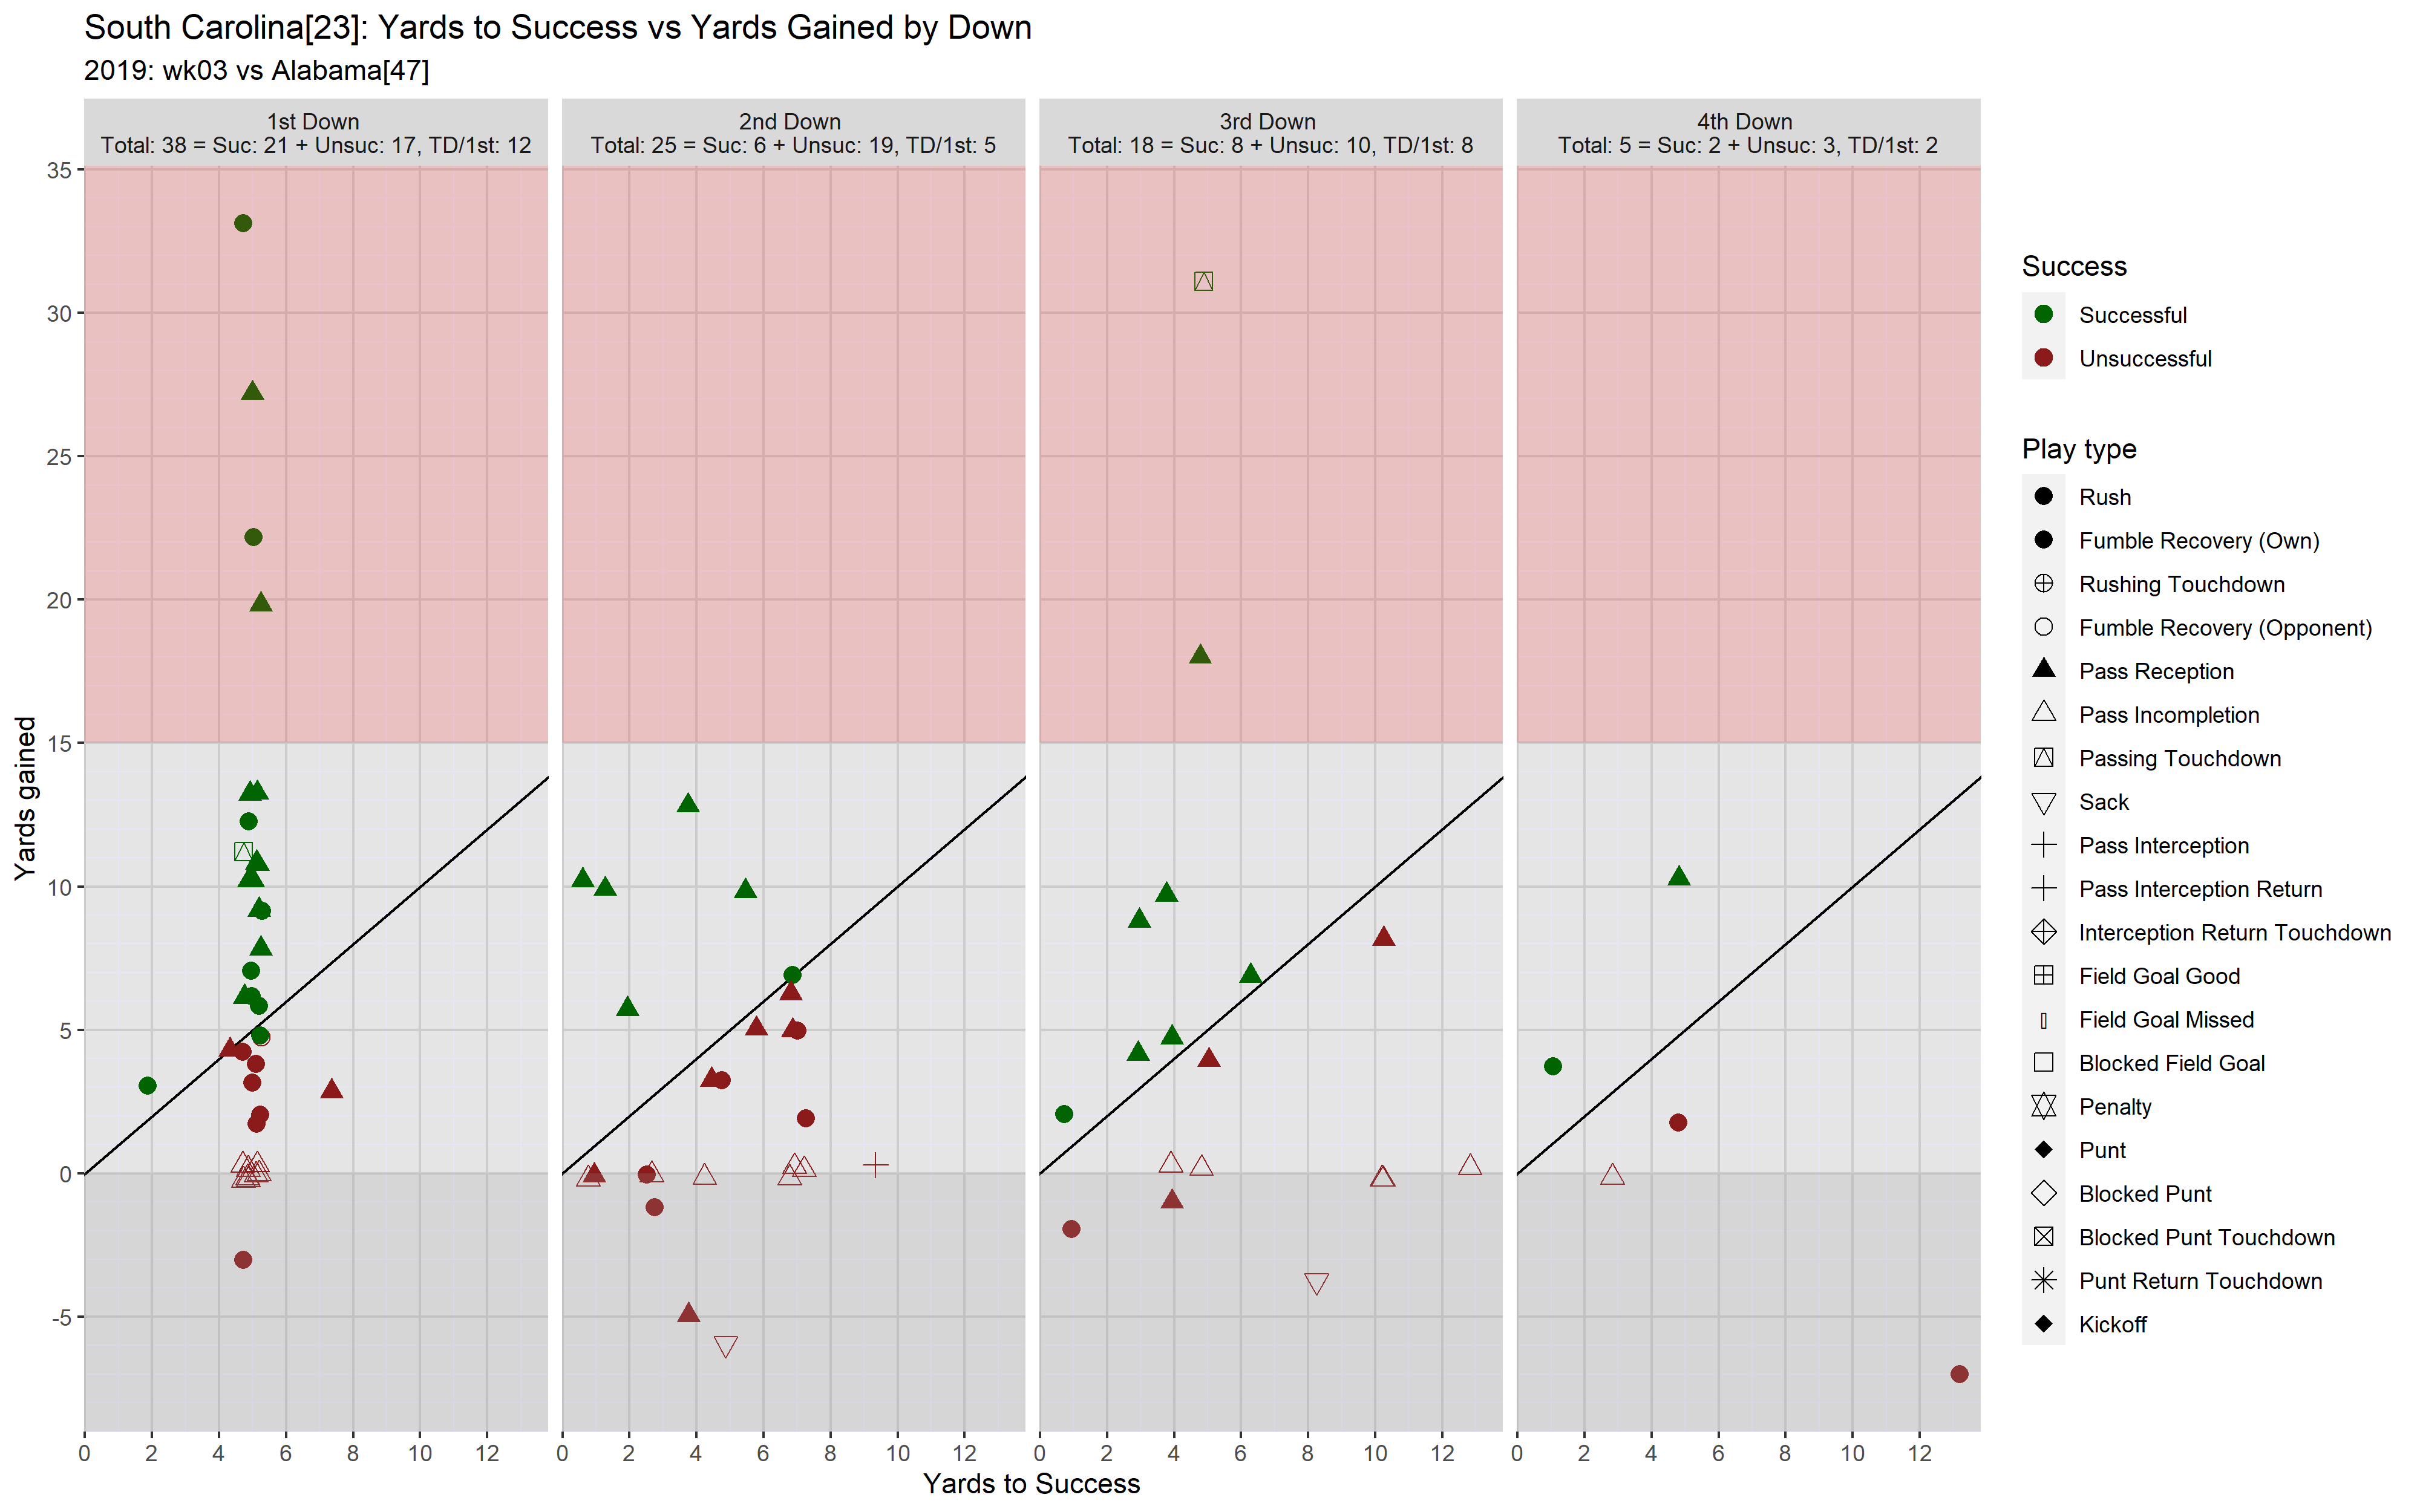 South Carolina[23]: Yards to Success vs Yards Gained by Down
2019: wk03 vs Alabama[47]
1st Down
Total: 38 = Suc: 21 + Unsuc: 17, TD/1st: 12
2nd Down
Total: 25 = Suc: 6 + Unsuc: 19, TD/1st: 5
3rd Down
Total: 18 = Suc: 8 + Unsuc: 10, TD/1st: 8
4th Down
Total: 5 = Suc: 2 + Unsuc: 3, TD/1st: 2
35
30
25
20
15
10
5
0
-5
Yards gained
0 2 4 6 8 10 12
0 2 4 6 8 10 12
0 2 4 6 8 10 12
0 2 4 6 8 10 12
Yards to Success
Success
Successful
Unsuccessful
Play type
Rush
Fumble Recovery (Own)
Rushing Touchdown
Fumble Recovery (Opponent)
Pass Reception
Pass Incompletion
Passing Touchdown
Sack
Pass Interception
Pass Interception Return
Interception Return Touchdown
Field Goal Good
Field Goal Missed
Blocked Field Goal
Penalty
Punt
Blocked Punt
Blocked Punt Touchdown
Punt Return Touchdown
Kickoff